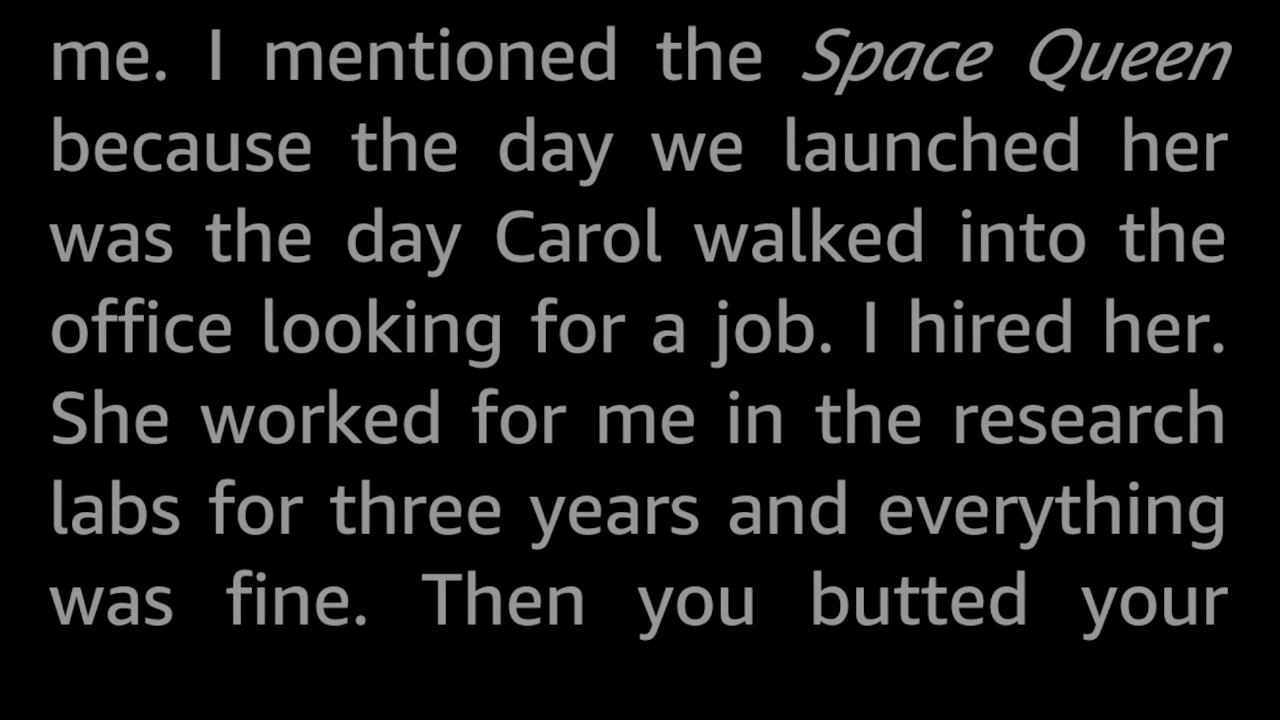 me. I mentioned the Space Queen
because the day we launched her
was the day Carol walked into the
office looking for a job. I hired her.
She worked for me in the research
labs for three years and everything
was fine. Then you butted your